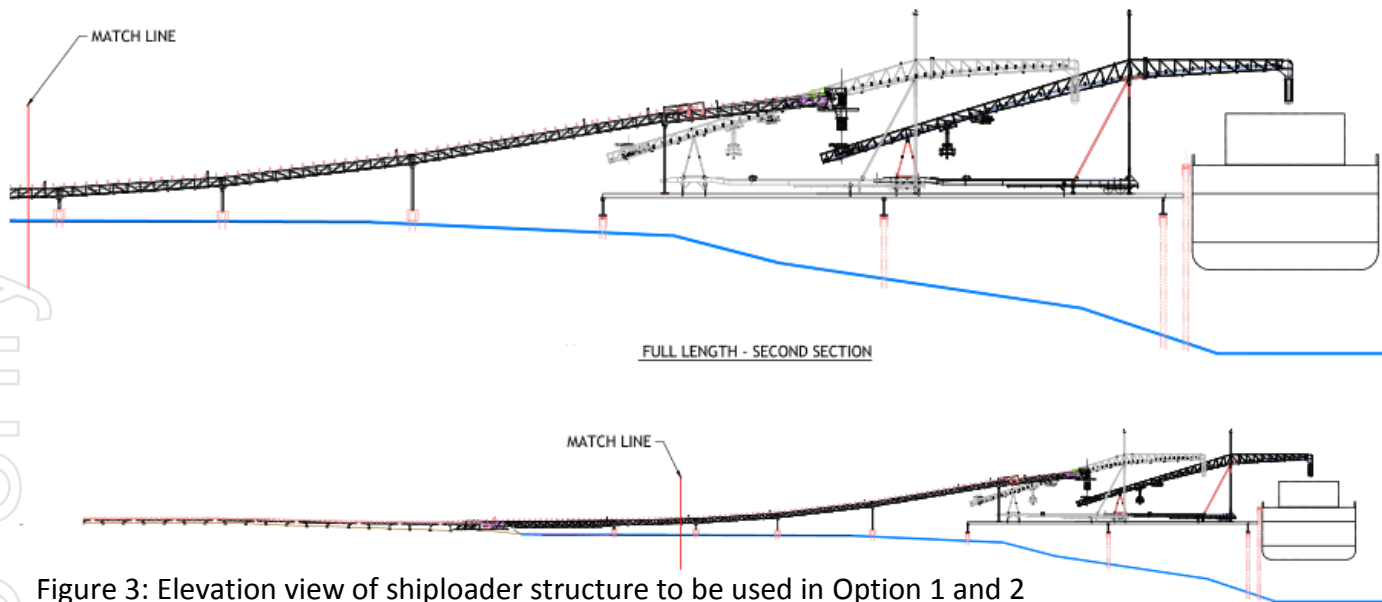 MATCH LINE
FULL LENGTH - SECOND SECTION
MATCH LINE
Figure 3: Elevation view of shiploader structure to be used in Option 1 and 2